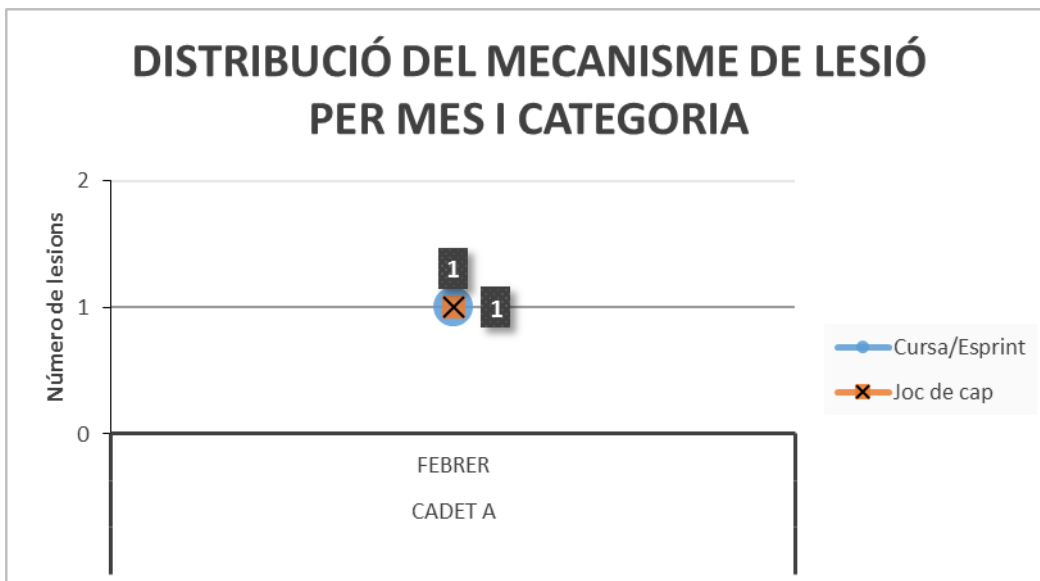 DISTRIBUCIÓ DEL MECANISME DE LESIÓ
PER MES I CATEGORIA
Número de lesions
2
1
0
1
1
FEBRER
CADET A
Cursa/Esprint
Joc de cap